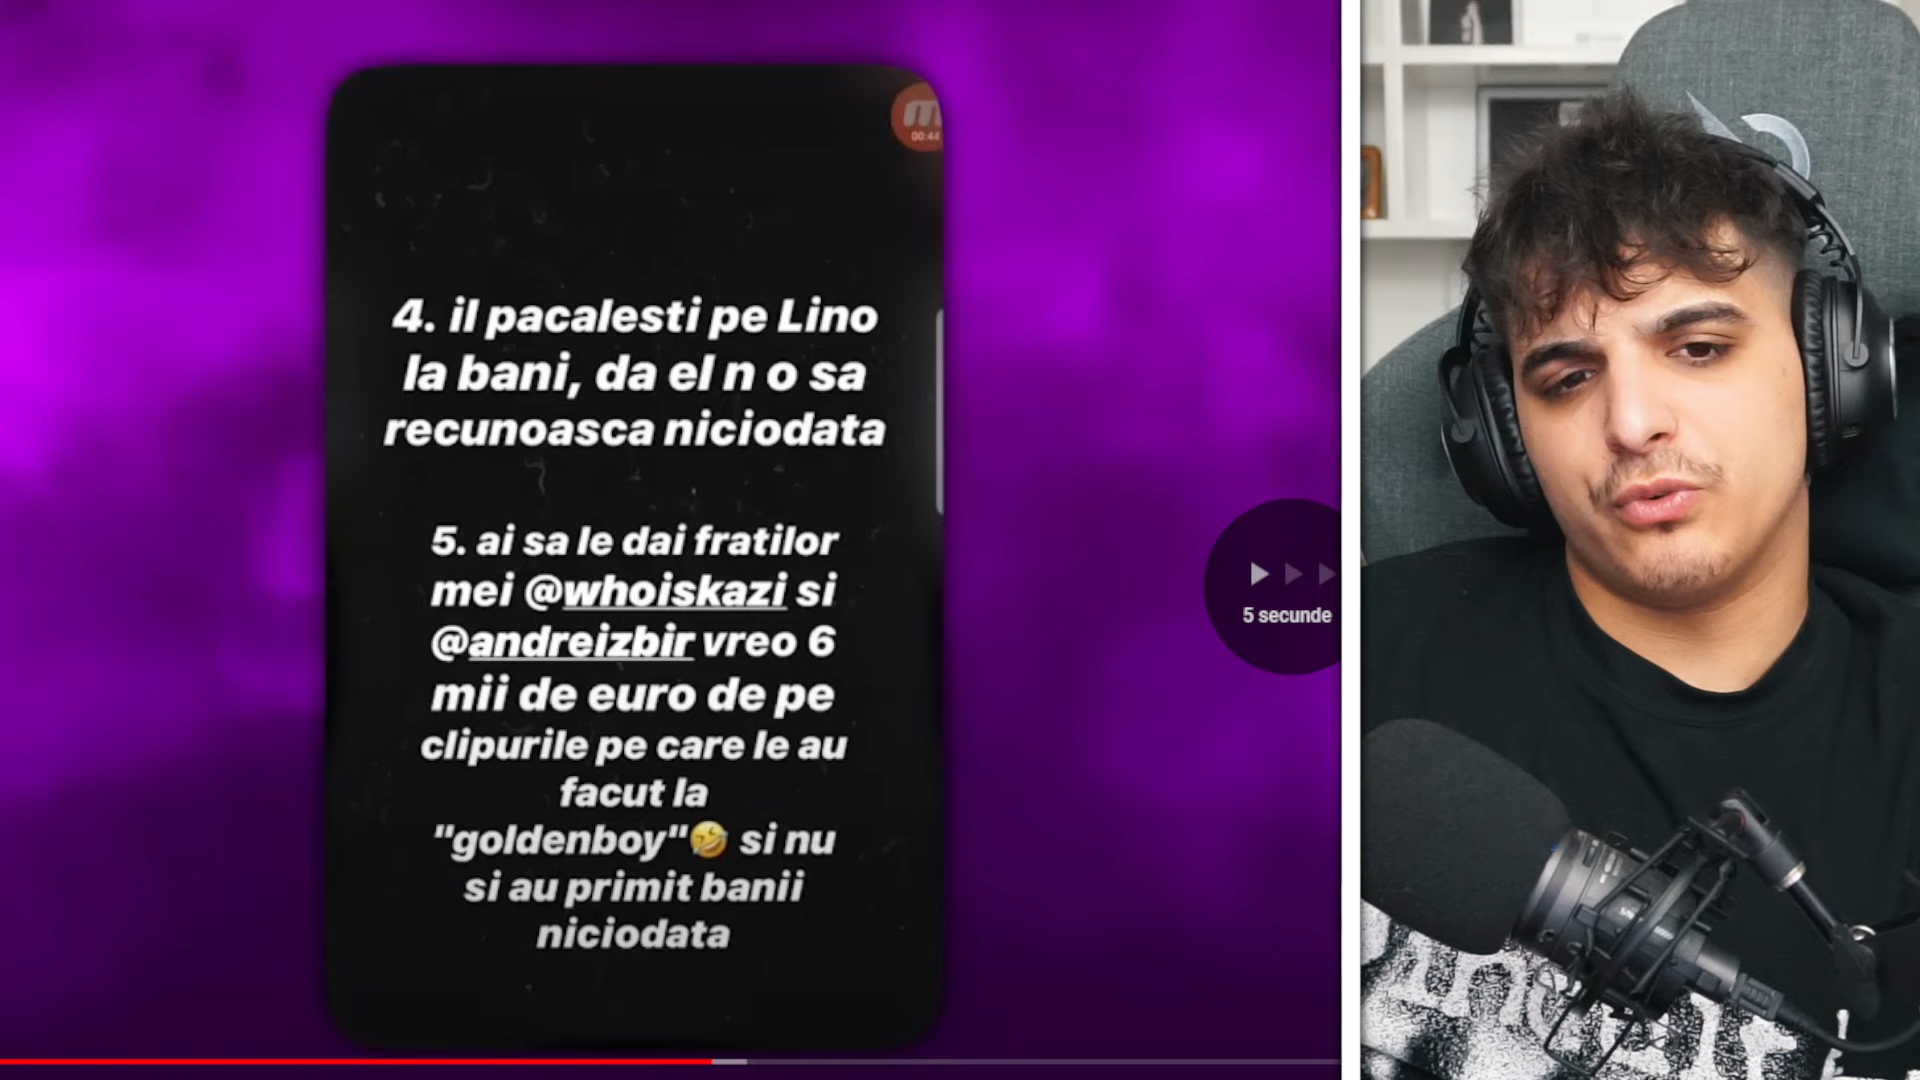 m
00:44
4. il pacalesti pe Lino
la bani, da el n o sa
recunoasca niciodata
5. ai sa le dai fratilor
mei @whoiskazi si
@andreizbir vreo 6
mii de euro de pe
clipurile pe care le au
facut la
"goldenboy"🤣 si nu
si au primit banii
niciodata
5 secunde